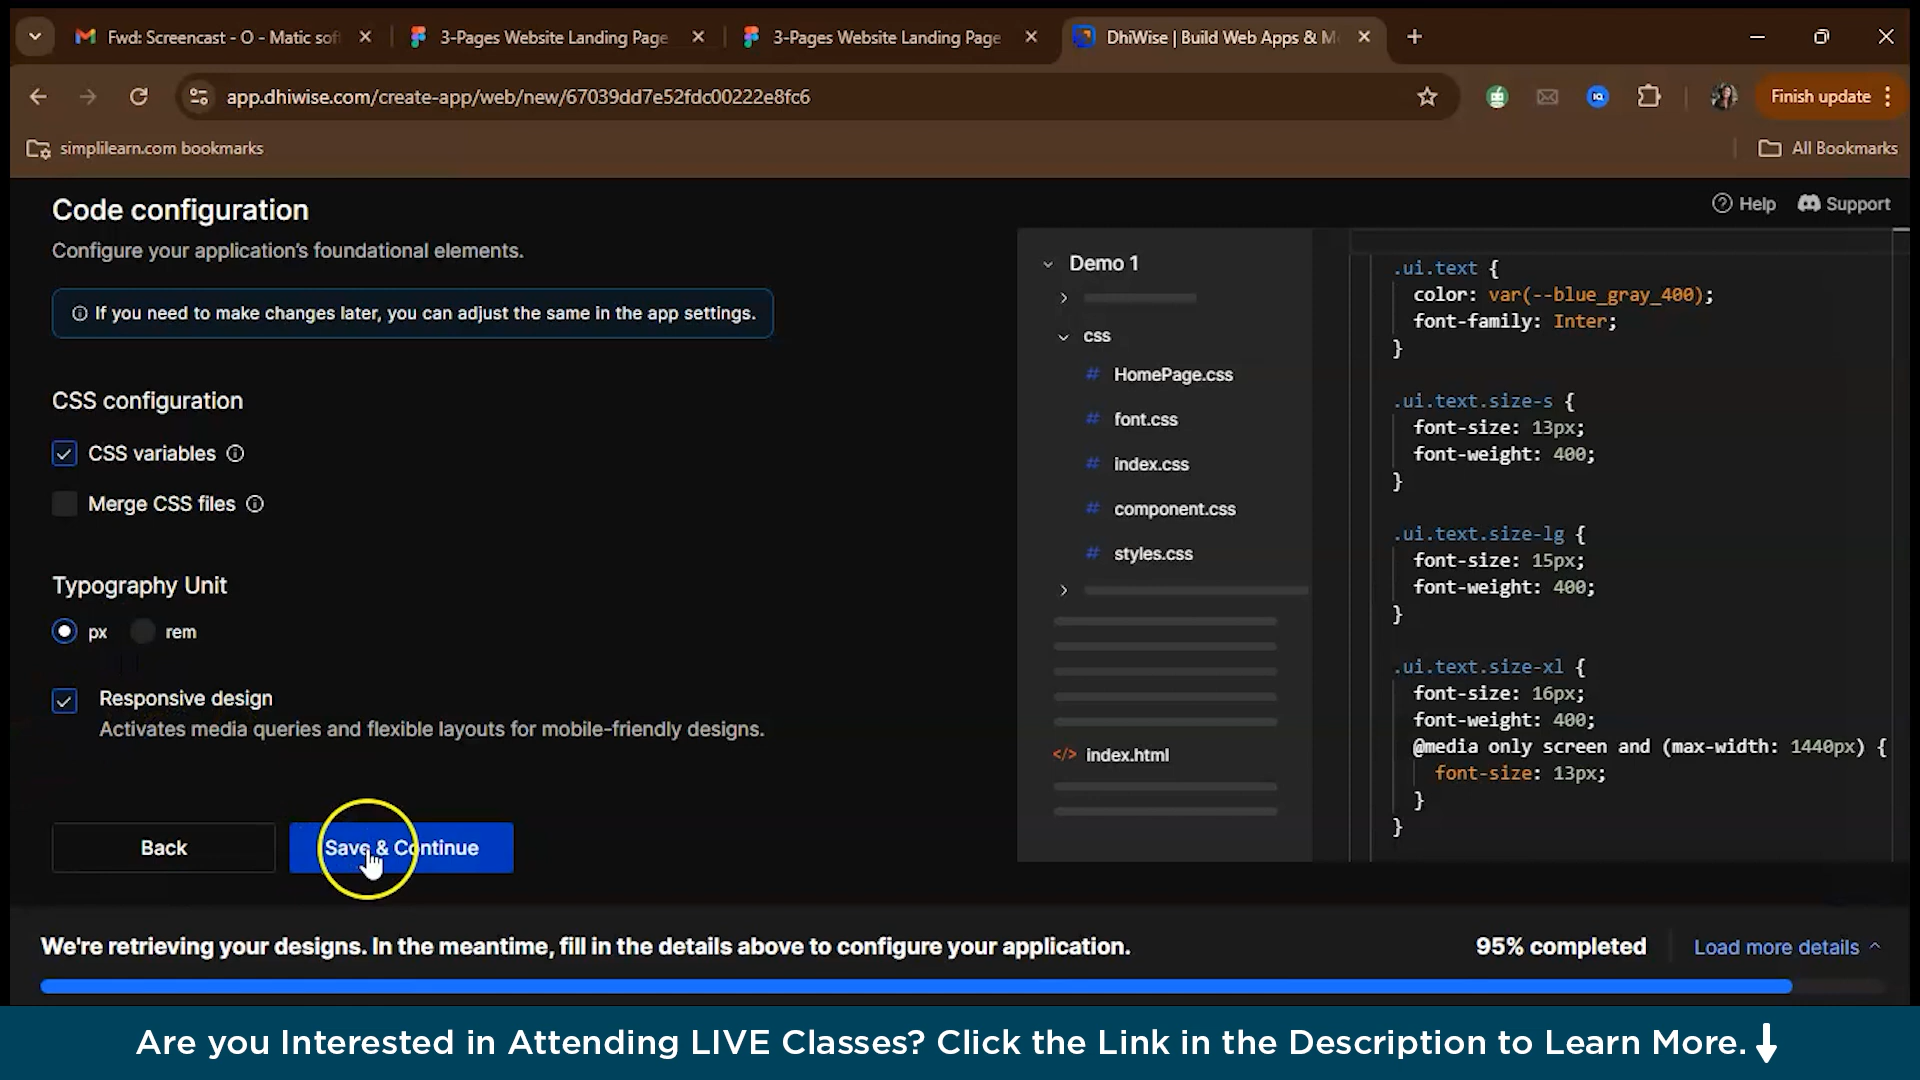 Fwd: Screencast - O - Matic sof
3-Pages Website Landing Page
3-Pages Website Landing Page
DhiWise | Build Web Apps & M
app.dhiwise.com/create-app/web/new/67039dd7e52fdc00222e8fc6
Finish update
simplilearn.com bookmarks
All Bookmarks
Code configuration
Help
Support
Configure your application's foundational elements.
If you need to make changes later, you can adjust the same in the app settings.
CSS configuration
CSS variables
Merge CSS files
Typography Unit
px
rem
Responsive design
Activates media queries and flexible layouts for mobile-friendly designs.
Back
Save & Continue
Demo 1
css
# HomePage.css
# font.css
# index.css
# component.css
# styles.css
</> index.html
.ui.text {
color: var(--blue_gray_400);
font-family: Inter;
}
.ui.text.size-s {
font-size: 13px;
font-weight: 400;
}
.ui.text.size-lg {
font-size: 15px;
font-weight: 400;
}
.ui.text.size-xl {
font-size: 16px;
font-weight: 400;
@media only screen and (max-width: 1440px) {
font-size: 13px;
}
}
We're retrieving your designs. In the meantime, fill in the details above to configure your application.
95% completed
Load more details
Are you Interested in Attending LIVE Classes? Click the Link in the Description to Learn More.